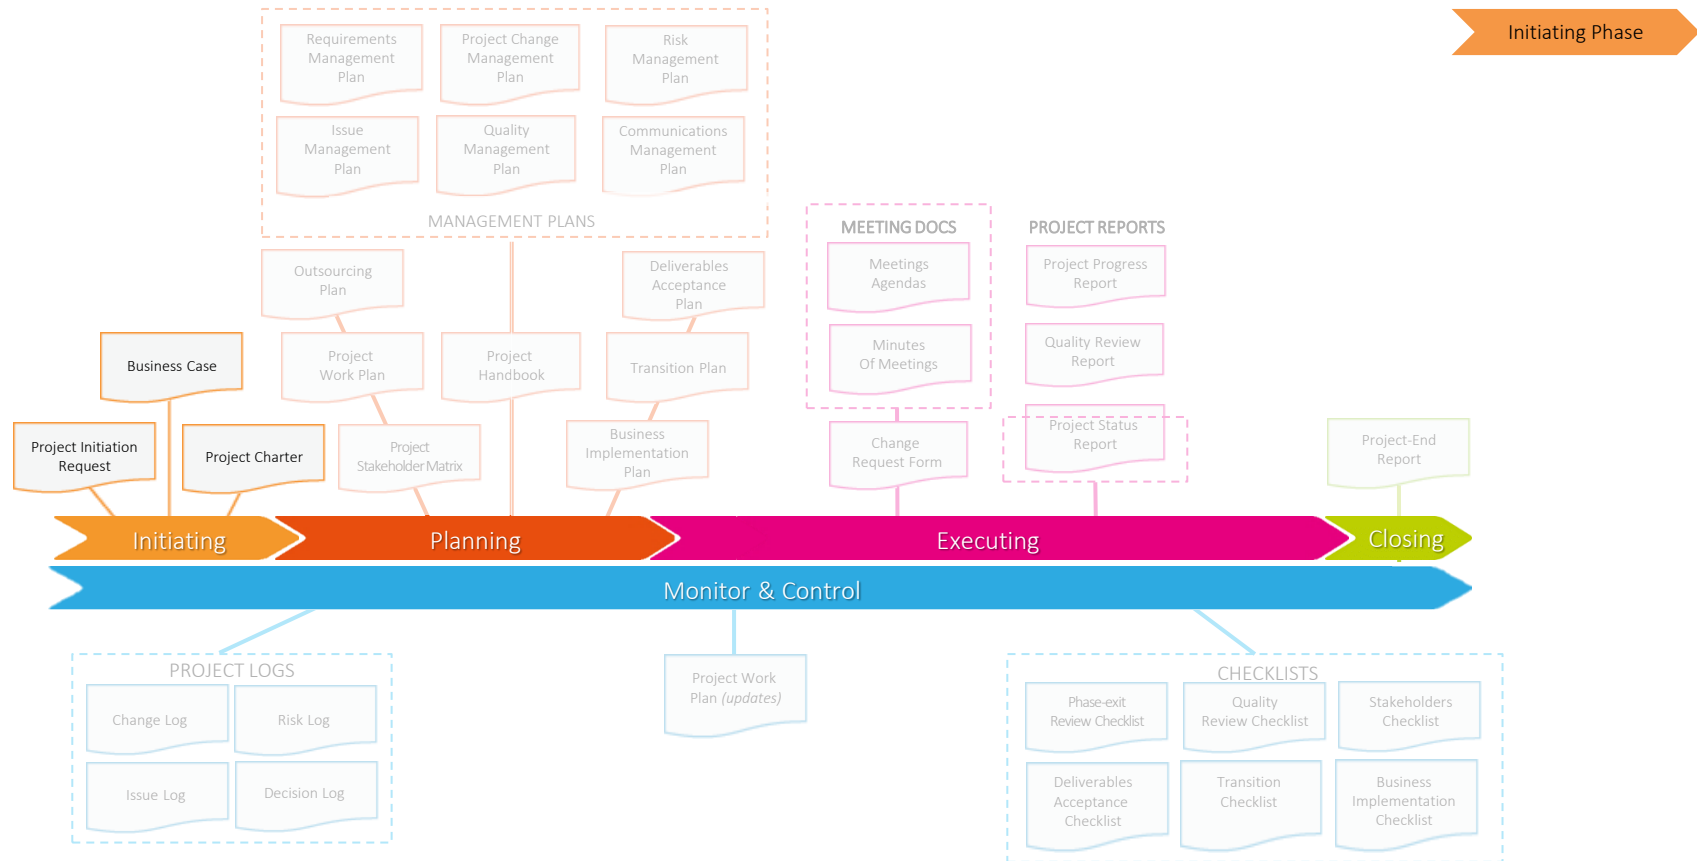 Initiating Phase
Requirements
Management
Plan
Project Change
Management
Plan
Risk
Management
Plan
Issue
Management
Plan
Quality
Management
Plan
Communications
Management
Plan
MANAGEMENT PLANS
Outsourcing
Plan
Deliverables
Acceptance
Plan
Project
Work Plan
Project
Handbook
Transition Plan
Project
Stakeholder Matrix
Business
Implementation
Plan
Business Case
Project Initiation
Request
Project Charter
MEETING DOCS
Meetings
Agendas
Minutes
Of Meetings
Change
Request Form
PROJECT REPORTS
Project Progress
Report
Quality Review
Report
Project Status
Report
Project-End
Report
Initiating
Planning
Executing
Closing
Monitor & Control
PROJECT LOGS
Change Log
Risk Log
Issue Log
Decision Log
Project Work
Plan (updates)
CHECKLISTS
Phase-exit
Review Checklist
Quality
Review Checklist
Stakeholders
Checklist
Deliverables
Acceptance
Checklist
Transition
Checklist
Business
Implementation
Checklist